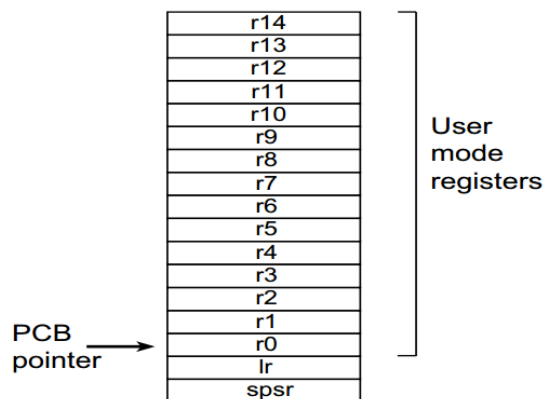 r14
r13
r12
r11
r10
r9
r8
r7
r6
r5
r4
r3
r2
r1
r0
lr
spsr
User
mode
registers
PCB
pointer